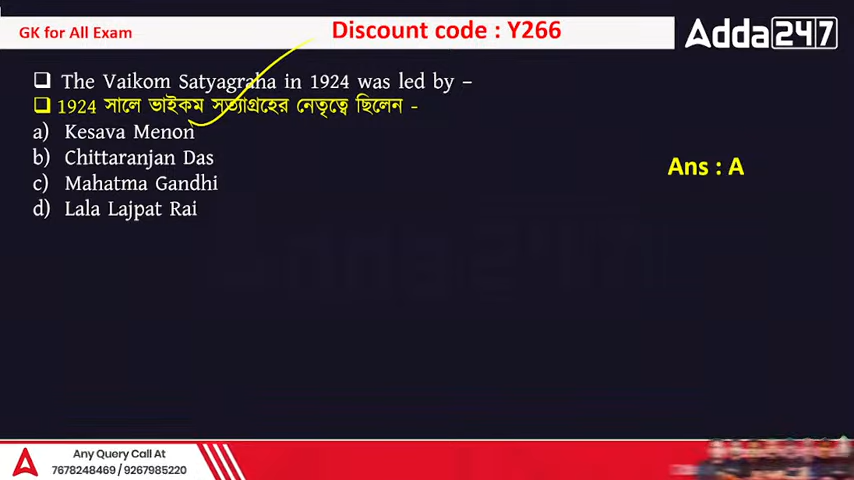 GK for All Exam
Discount code : Y266
Adda247
The Vaikom Satyagraha in 1924 was led by –
1924 সালে ভাইকম সত্যাগ্রহের নেতৃত্বে ছিলেন -
a) Kesava Menon
b) Chittaranjan Das
c) Mahatma Gandhi
d) Lala Lajpat Rai
Ans : A
Any Query Call At
7678248469 / 9267985220